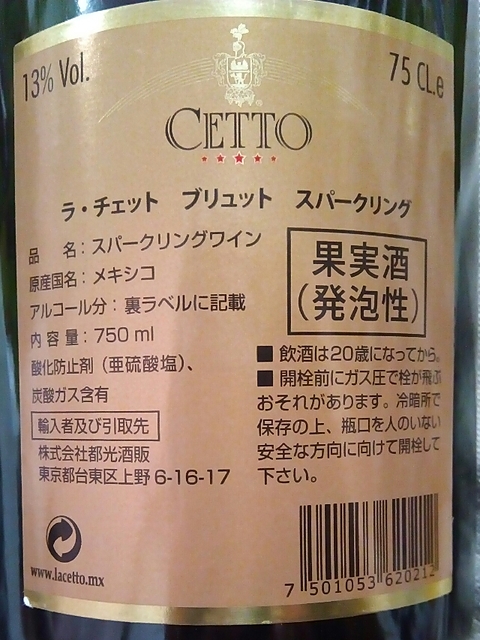 13% Vol.
75 CL.e
CETTO
ラ・チェット ブリュット スパークリング
品 名：スパークリングワイン
原産国名：メキシコ
アルコール分：裏ラベルに記載
内 容 量：750 ml
酸化防止剤（亜硫酸塩）、
炭酸ガス含有
輸入者及び引取先
株式会社都光酒販
東京都台東区上野 6-16-17
www.lacetto.mx
果実酒
（発泡性）
■ 飲酒は20歳になってから。
■ 開栓前にガス圧で栓が飛ぶ
おそれがあります。冷暗所で
保存の上、瓶口を人のいない
安全な方向に向けて開栓して
下さい。
7 501053 620212